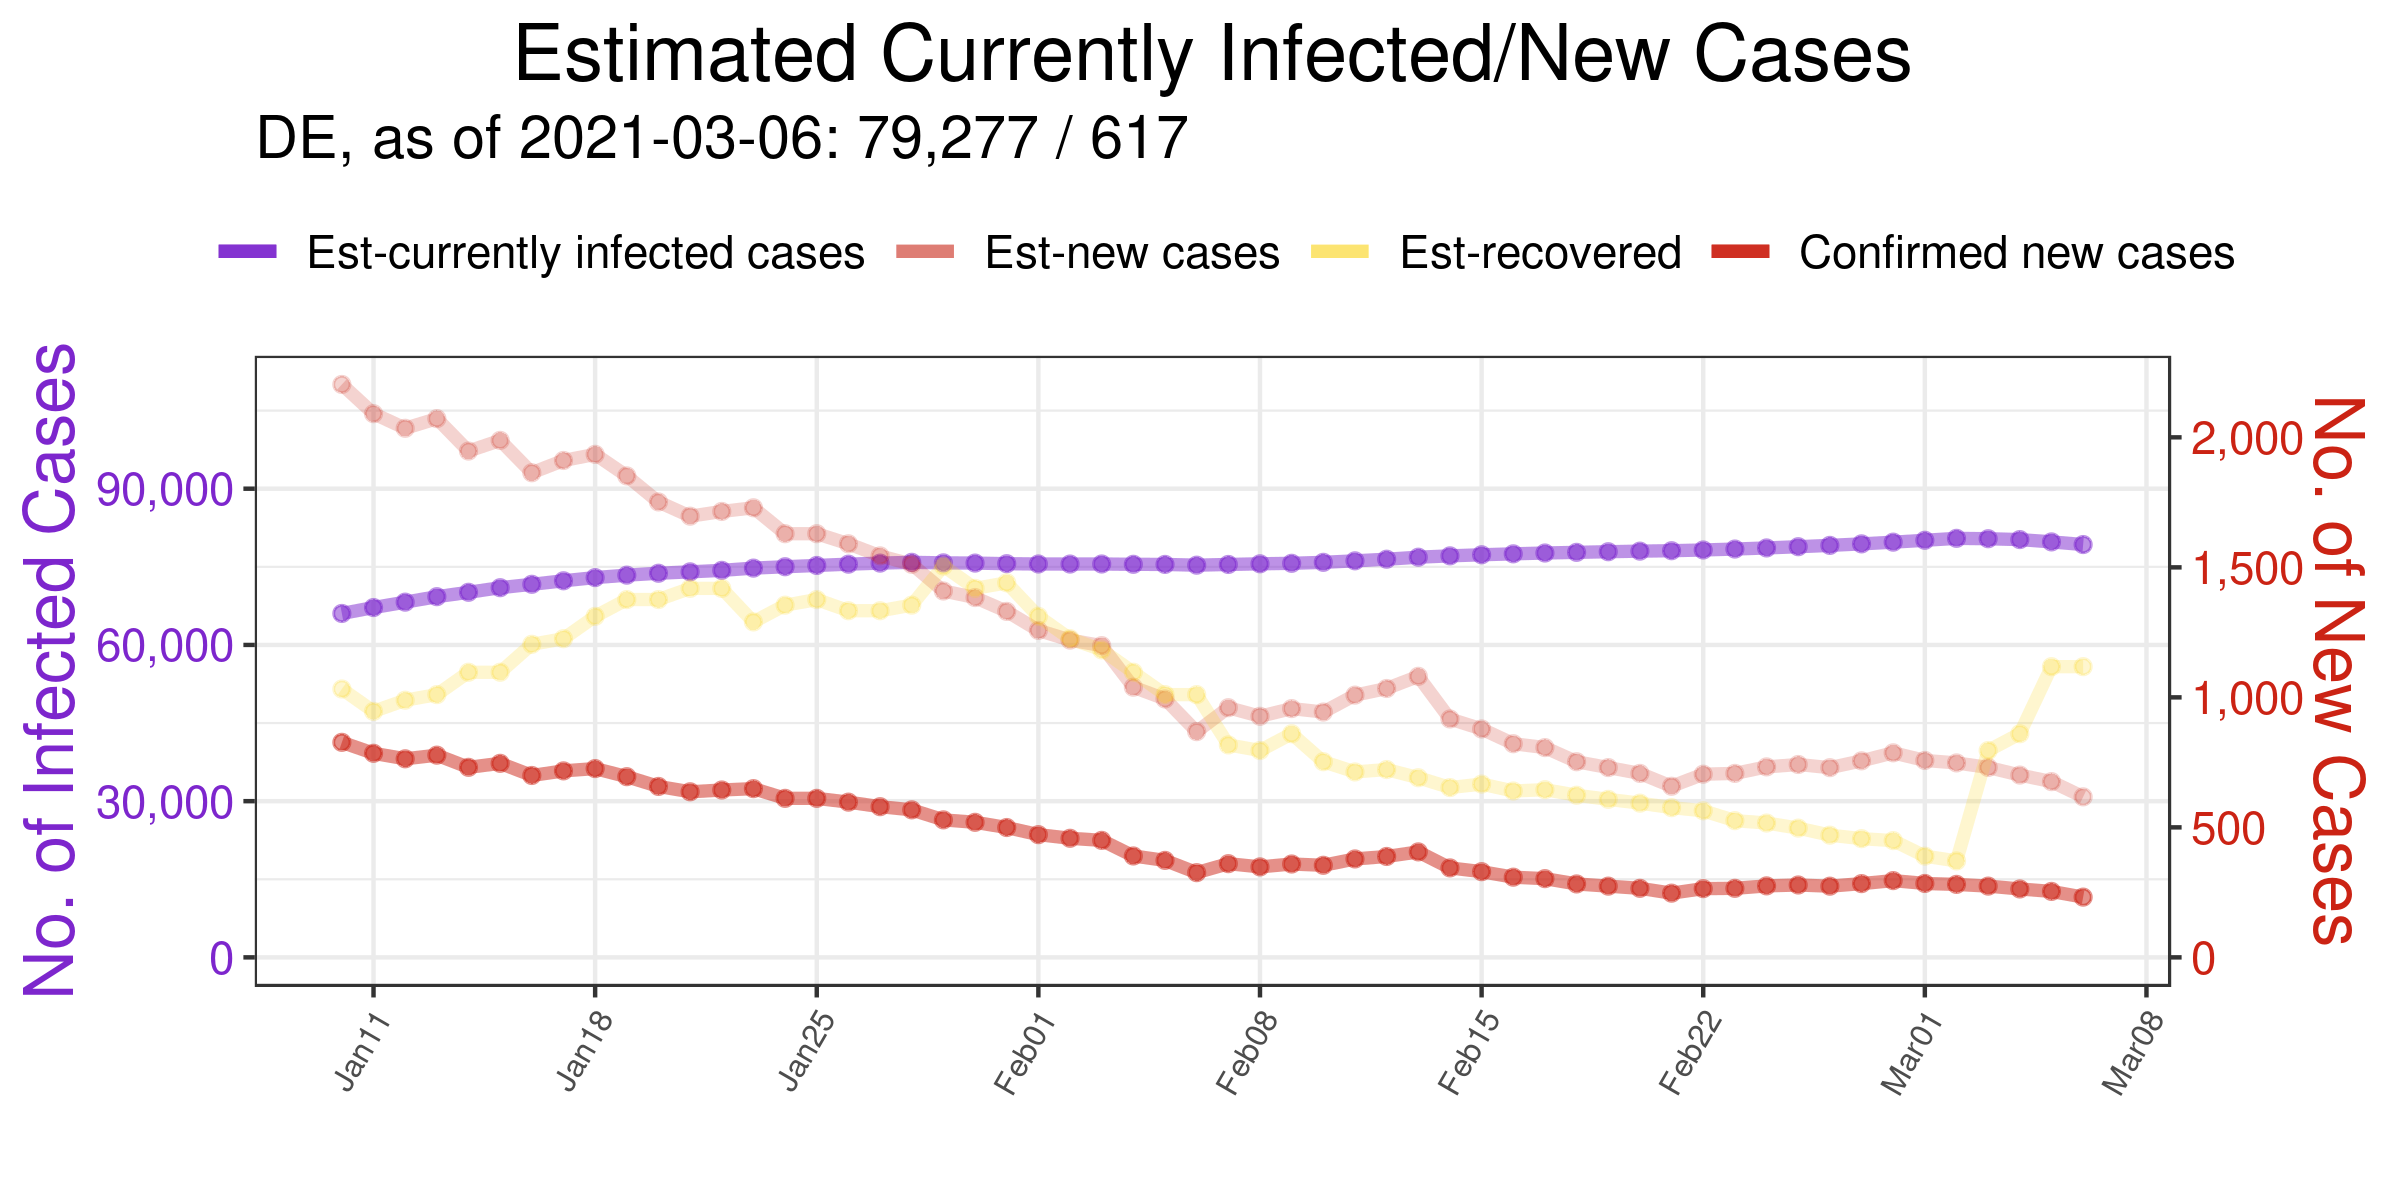 Estimated Currently Infected/New Cases
DE, as of 2021-03-06: 79,277 / 617
Est-currently infected cases Est-new cases Est-recovered Confirmed new cases
No. of Infected Cases
90,000
60,000
30,000
0
2,000
1,500
1,000
500
0
No. of New Cases
Jan11 Jan18 Jan25 Feb01 Feb08 Feb15 Feb22 Mar01 Mar08